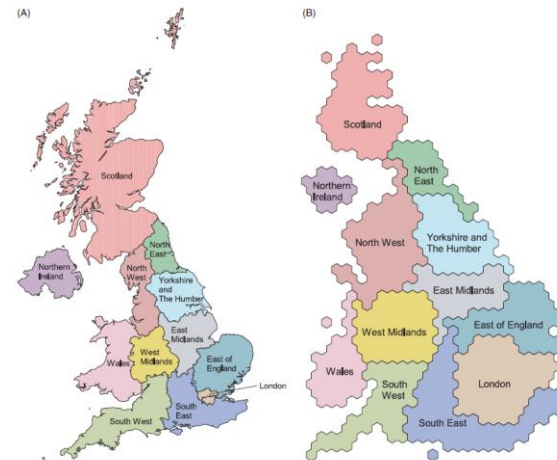 (A)
Scotland
Northern
Ireland
North
East
North
West
Yorkshire
and
The Humber
East
Midlands
West
Midlands
Wales
East of
England
London
South
East
South West
(B)
Scotland
Northern
Ireland
North
East
North West
Yorkshire and
The Humber
East Midlands
West Midlands
East of England
Wales
South
West
London
South East